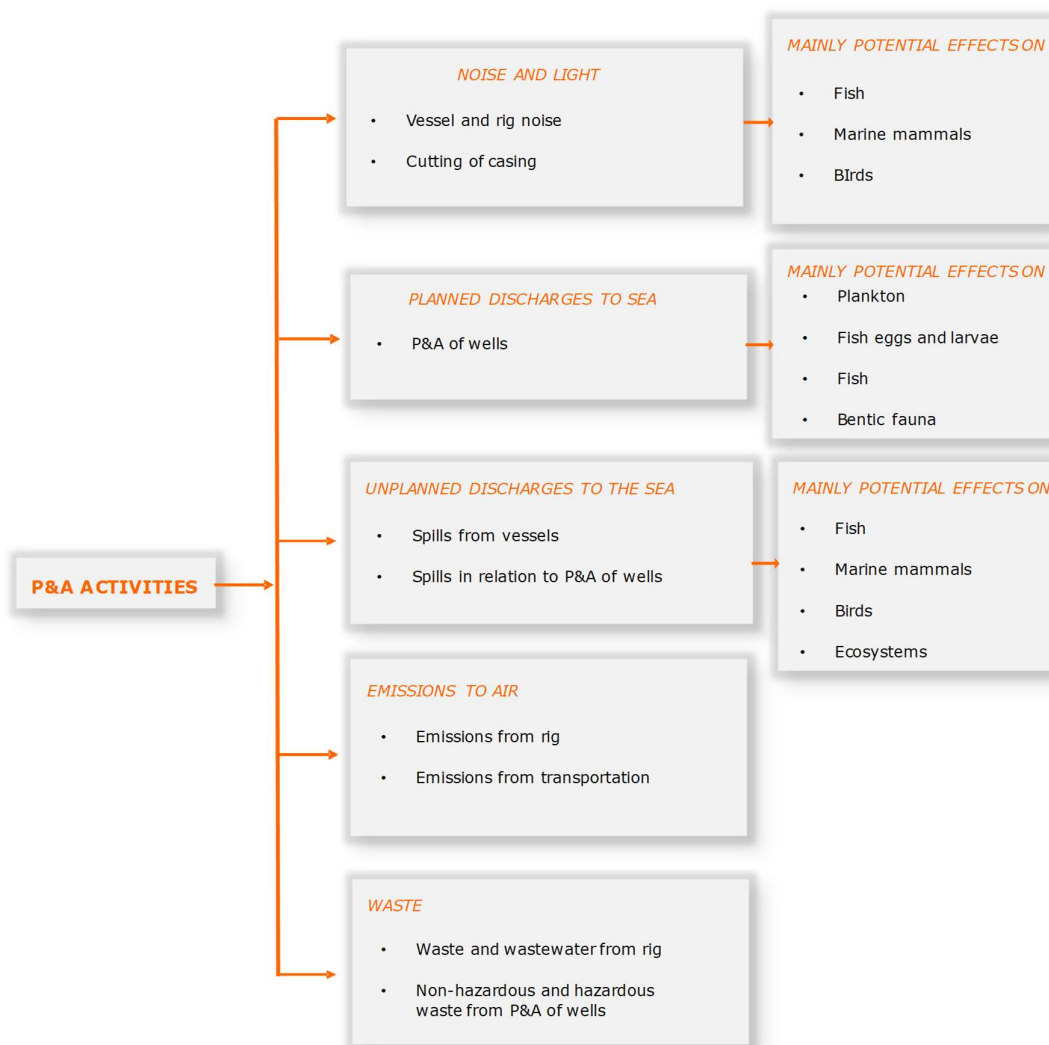 MAINLY POTENTIAL EFFECTS ON
NOISE AND LIGHT
• Fish
• Vessel and rig noise
• Marine mammals
• Cutting of casing
• BIrds
MAINLY POTENTIAL EFFECTS ON
PLANNED DISCHARGES TO SEA
• Plankton
• P&A of wells
• Fish eggs and larvae
• Fish
• Bentic fauna
UNPLANNED DISCHARGES TO THE SEA
MAINLY POTENTIAL EFFECTS ON
• Spills from vessels
• Fish
• Spills in relation to P&A of wells
• Marine mammals
P&A ACTIVITIES
• Birds
• Ecosystems
EMISSIONS TO AIR
• Emissions from rig
• Emissions from transportation
WASTE
• Waste and wastewater from rig
• Non-hazardous and hazardous
waste from P&A of wells